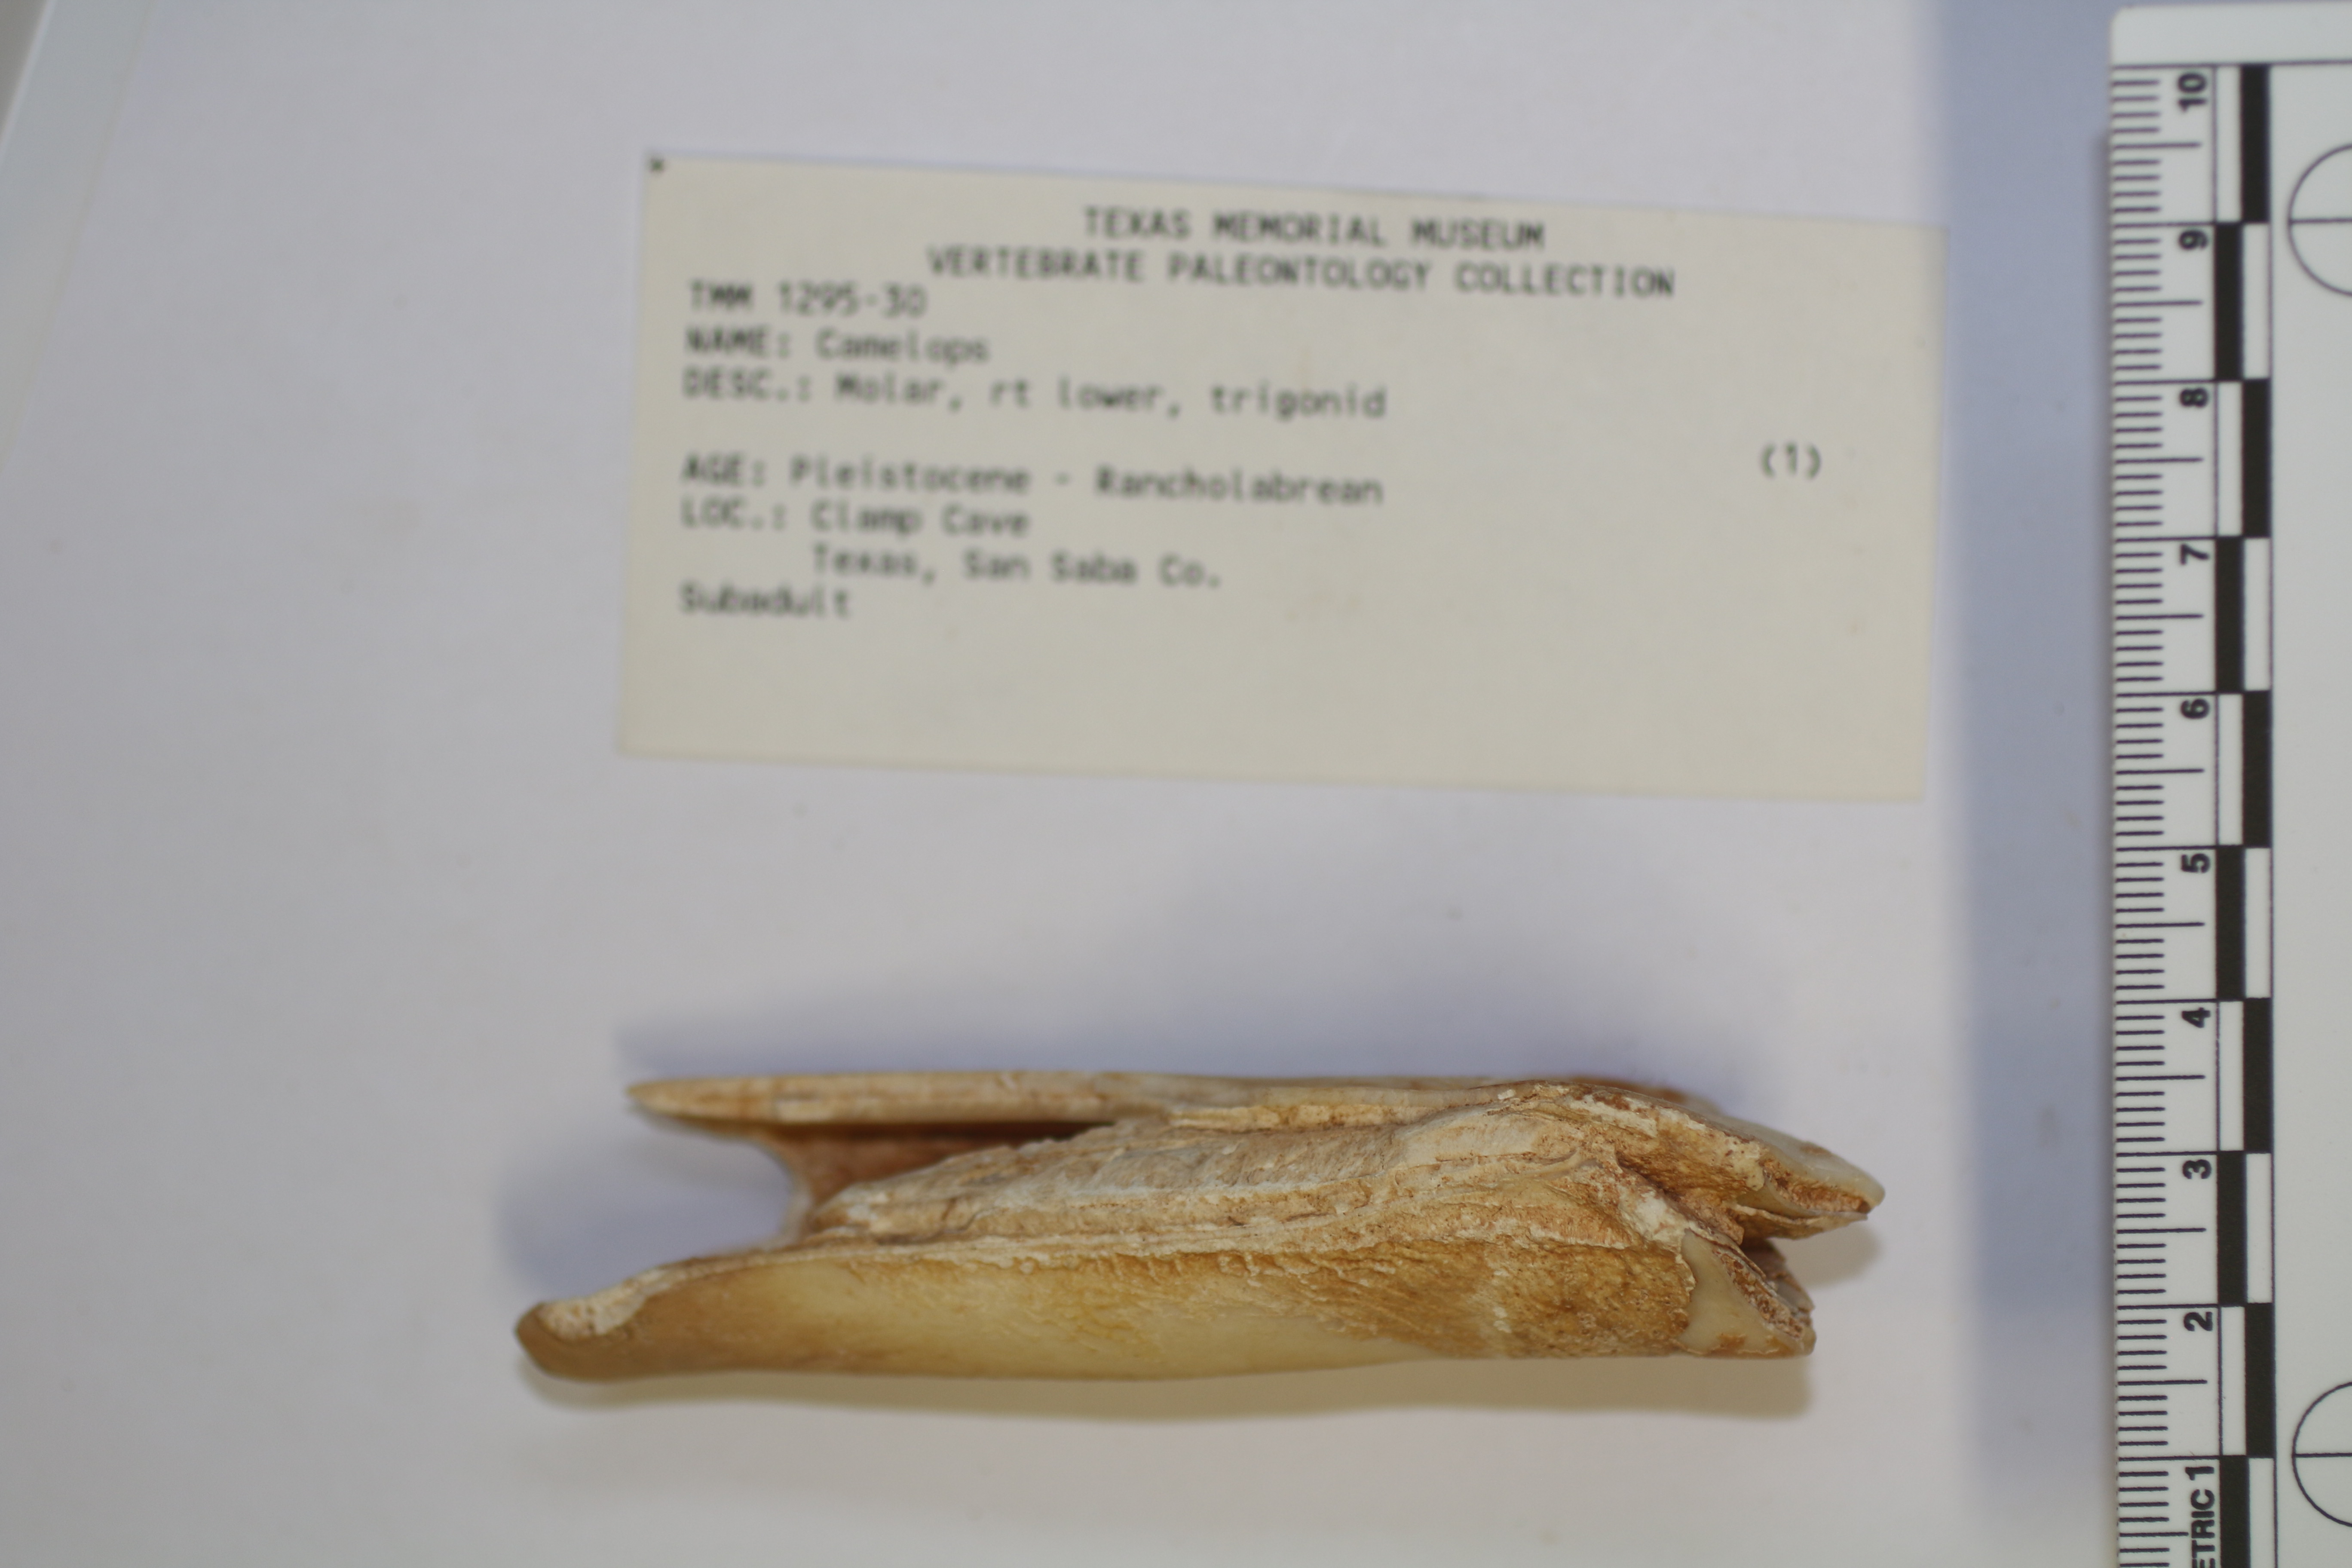 TEXAS MEMORIAL MUSEUM
VERTEBRATE PALEONTOLOGY COLLECTION
TMM 1295-30
NAME: Camelops
DESC.: Molar, rt lower, trigonid
(1)
AGE: Pleistocene - Rancholabrean
LOC.: Clamp Cave
Texas, San Saba Co.
Subadult
ETRIC 1 2 3 4 5 6 7 8 9 10